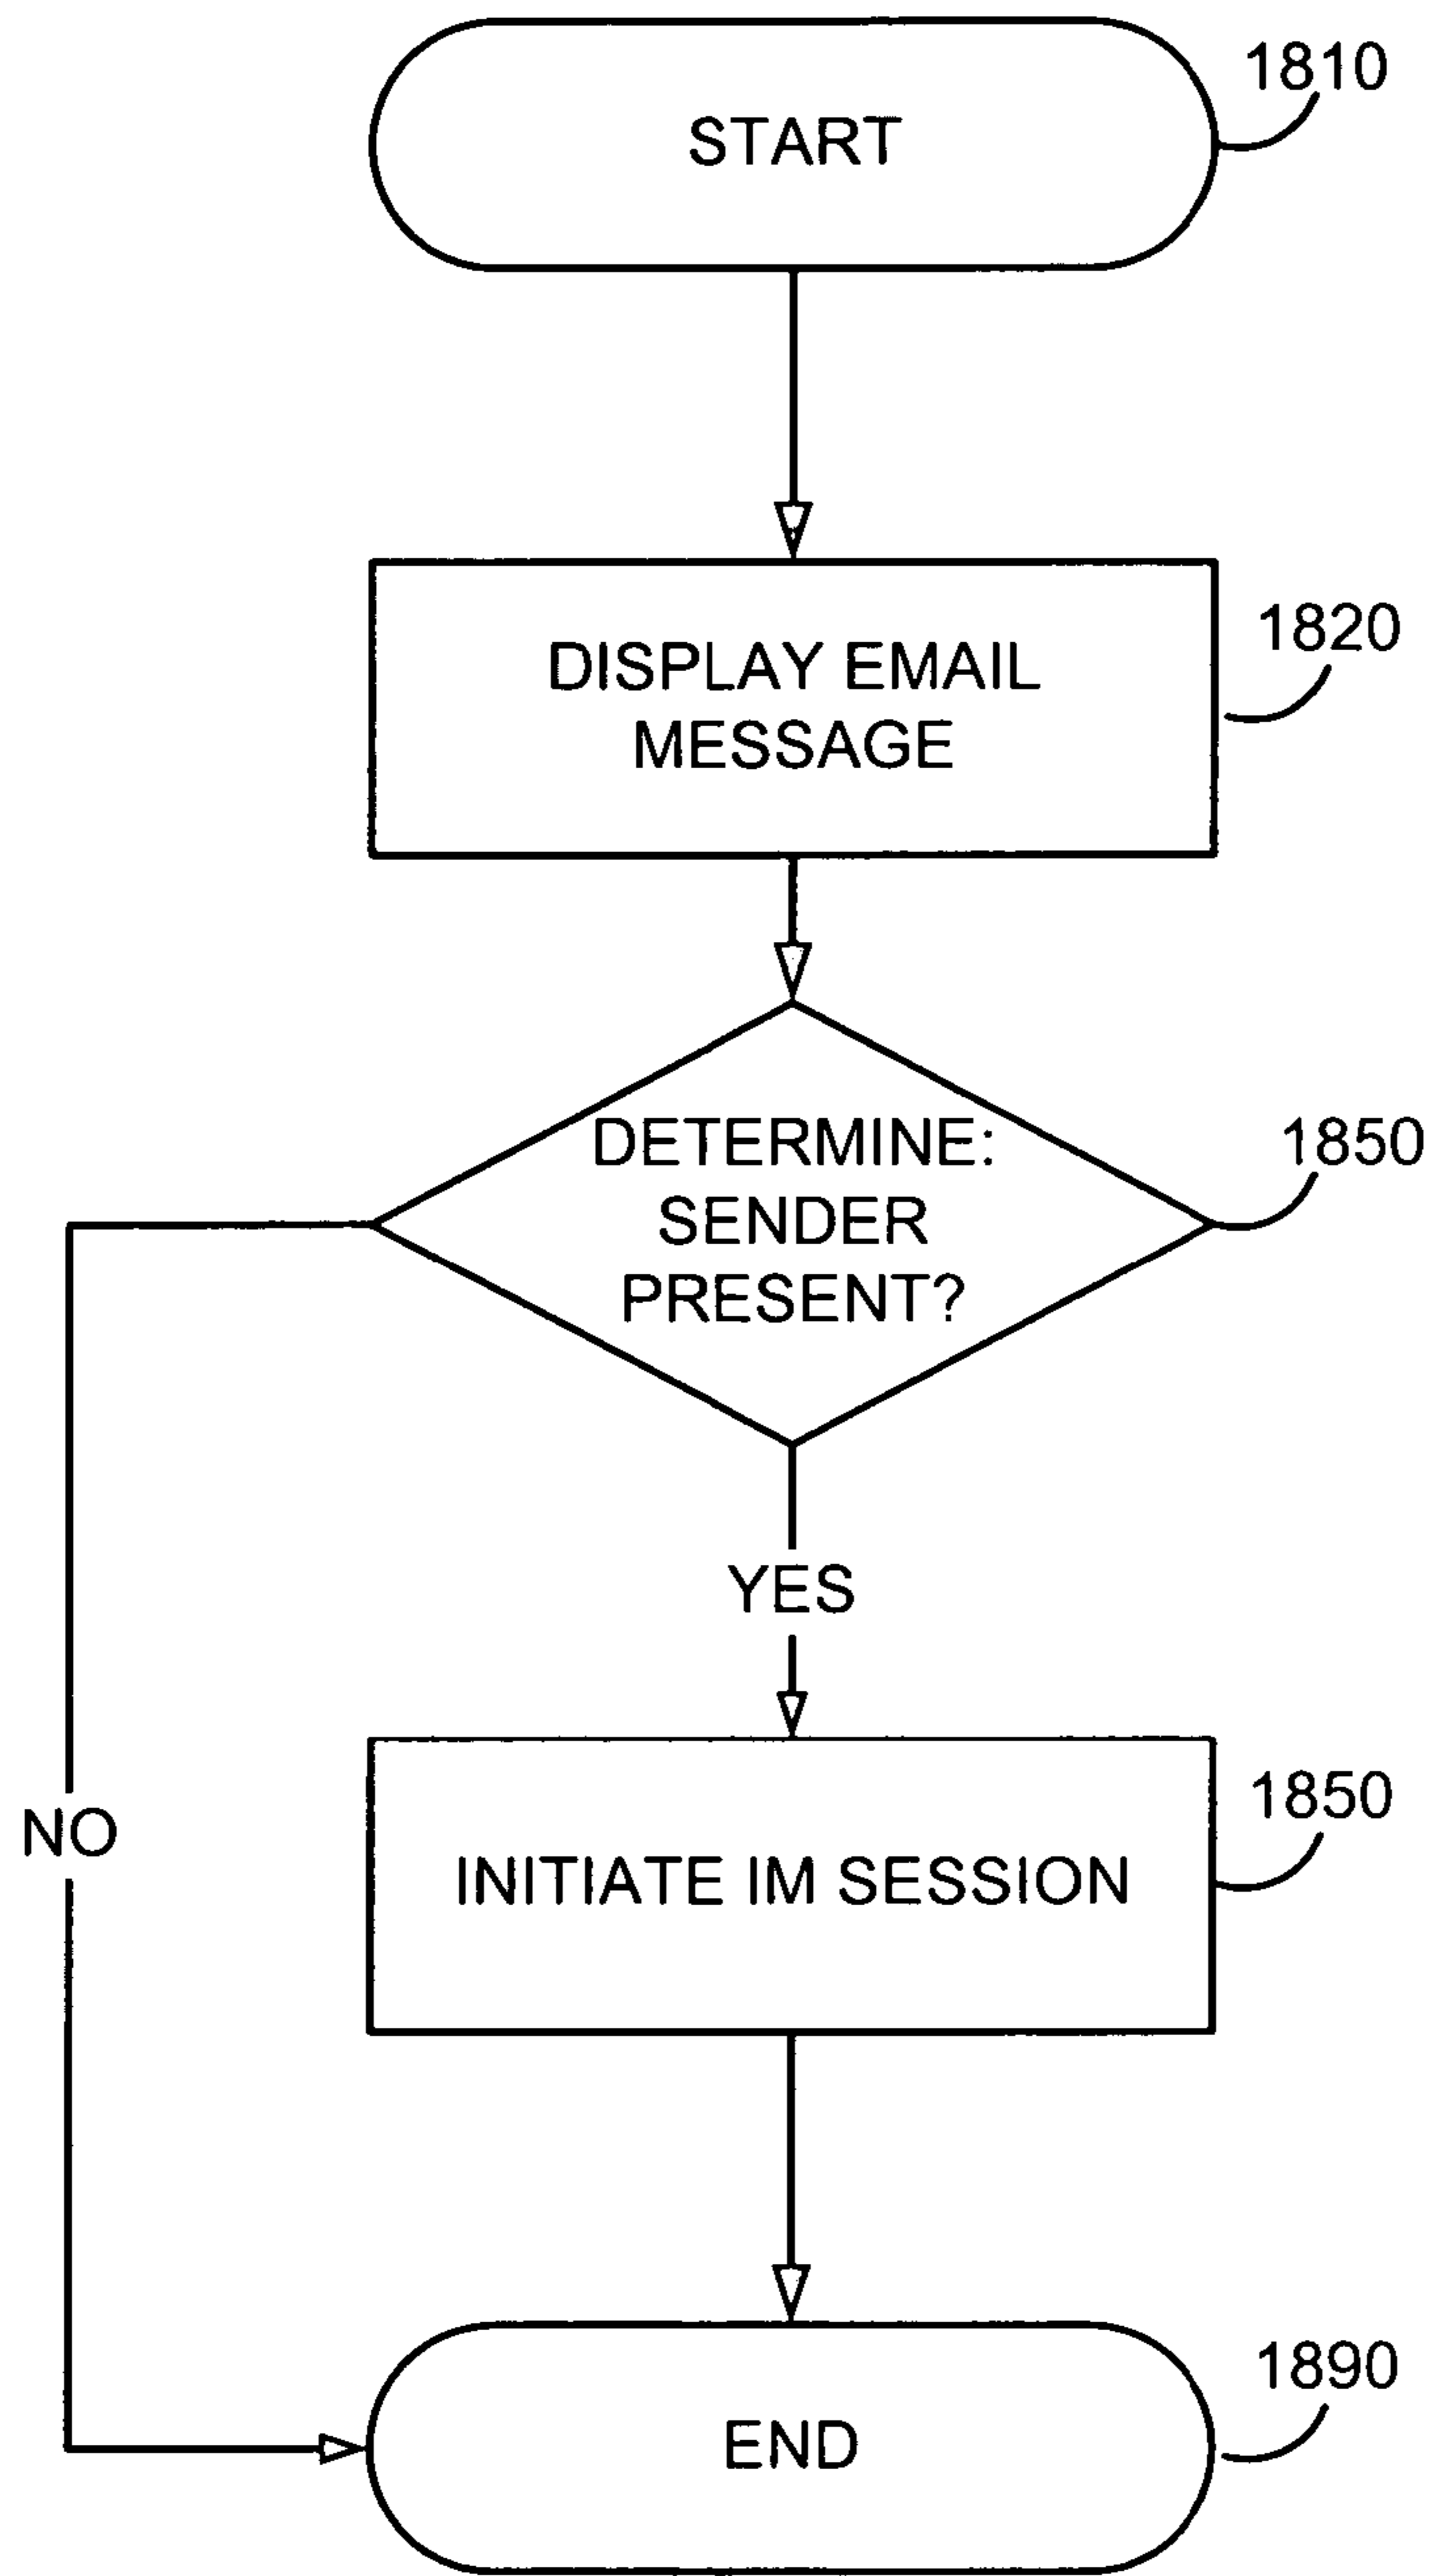 1810
START
1820
DISPLAY EMAIL
MESSAGE
1850
DETERMINE:
SENDER
PRESENT?
YES
1850
NO
INITIATE IM SESSION
1890
END